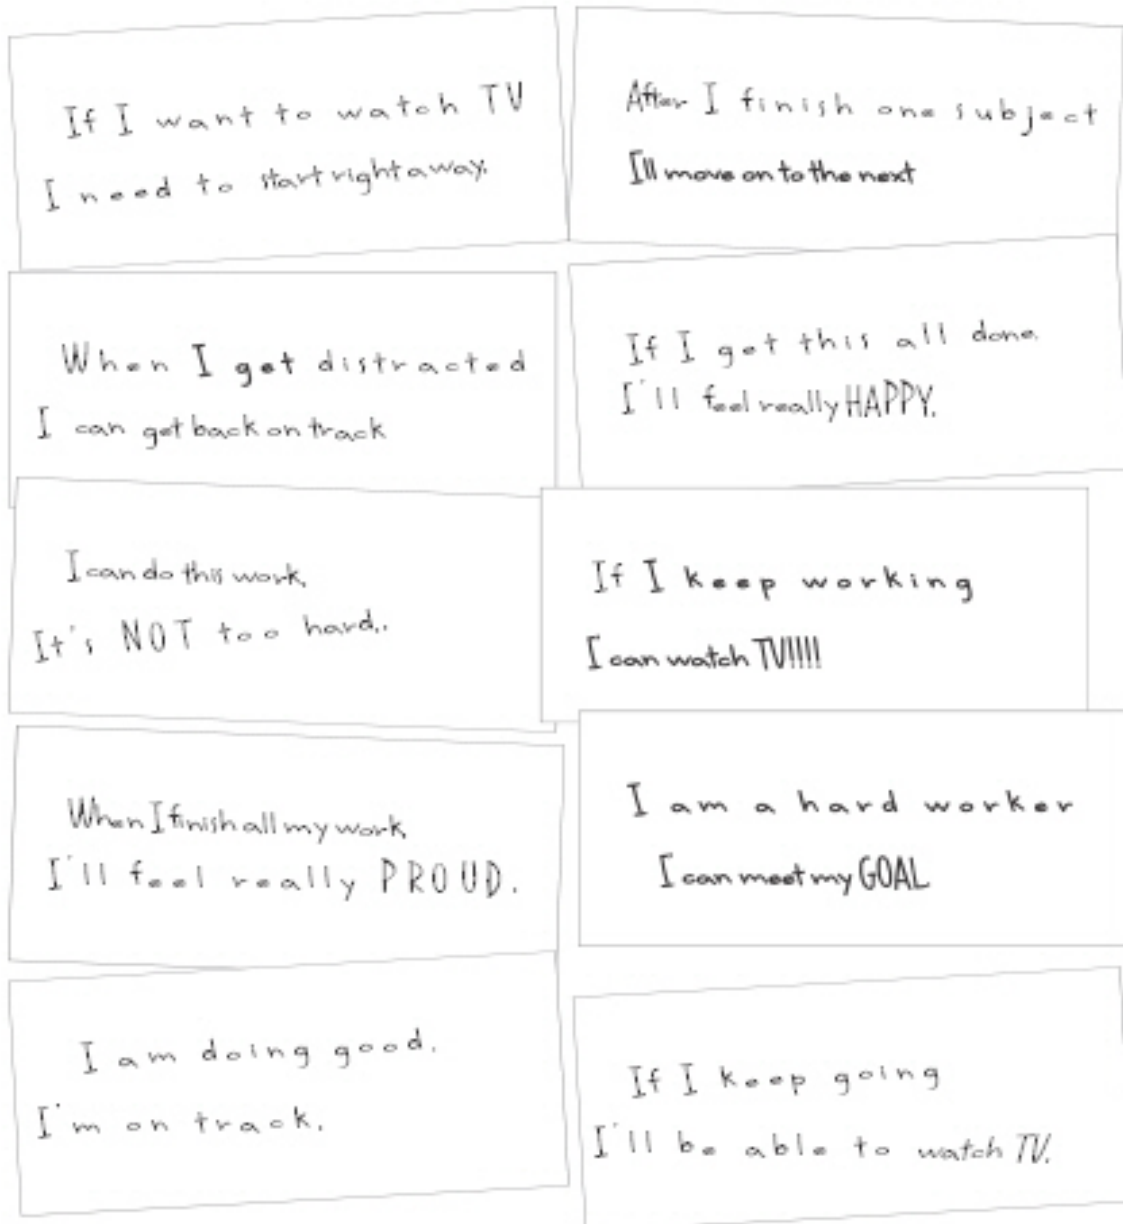 If I want to watch TV
I need to start right away.
After I finish one subject
I'll move on to the next
When I get distracted
I can get back on track
If I get this all done.
I'll feel really HAPPY.
I can do this work,
It's NOT too hard..
If I keep working
I can watch TV!!!!
When I finish all my work
I'll feel really PROUD.
I am a hard worker
I can meet my GOAL
I am doing good.
I'm on track.
If I keep going
I'll be able to watch TV.